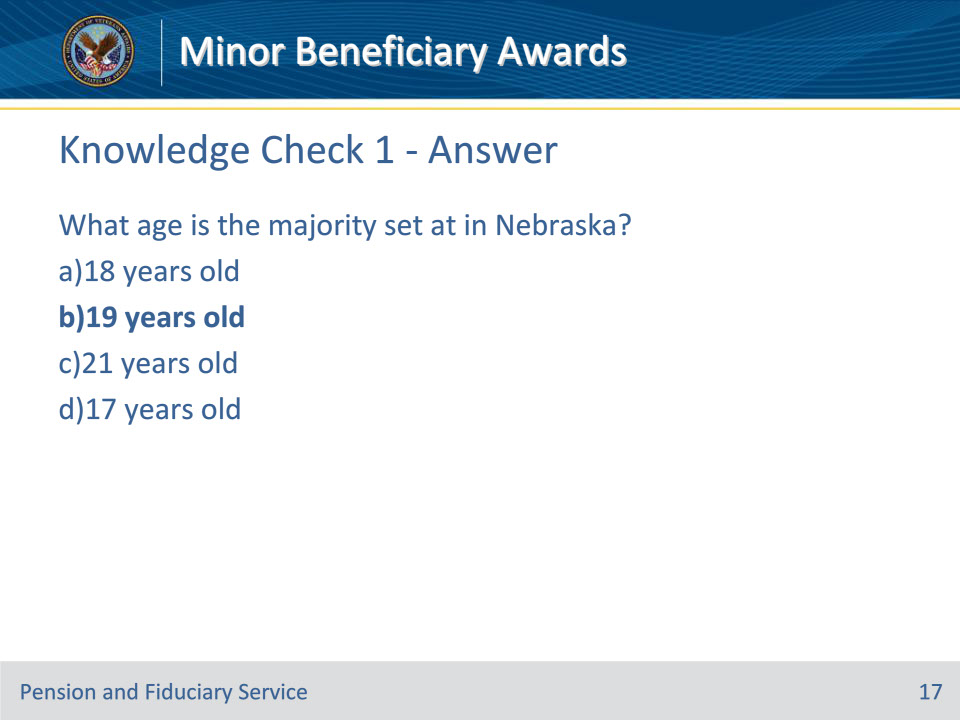 Minor Beneficiary Awards
Knowledge Check 1 - Answer
What age is the majority set at in Nebraska?
a)18 years old
b)19 years old
c)21 years old
d)17 years old
Pension and Fiduciary Service
17